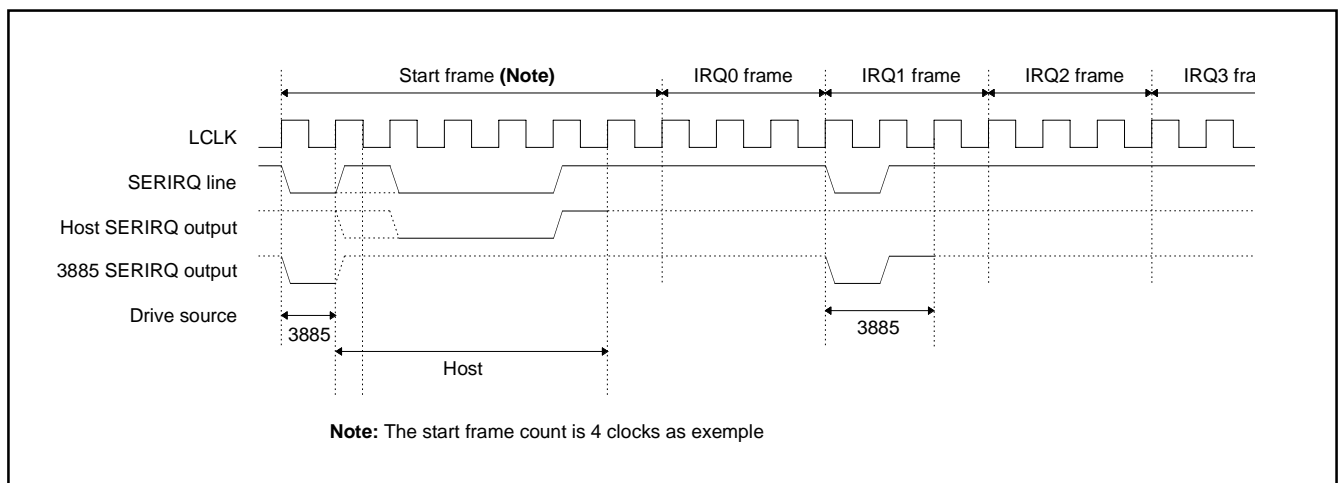 Start frame (Note)
IRQ0 frame
IRQ1 frame
IRQ2 frame
IRQ3 fra
LCLK
SERIRQ line
Host SERIRQ output
3885 SERIRQ output
Drive source
3885
3885
Host
Note: The start frame count is 4 clocks as exemple